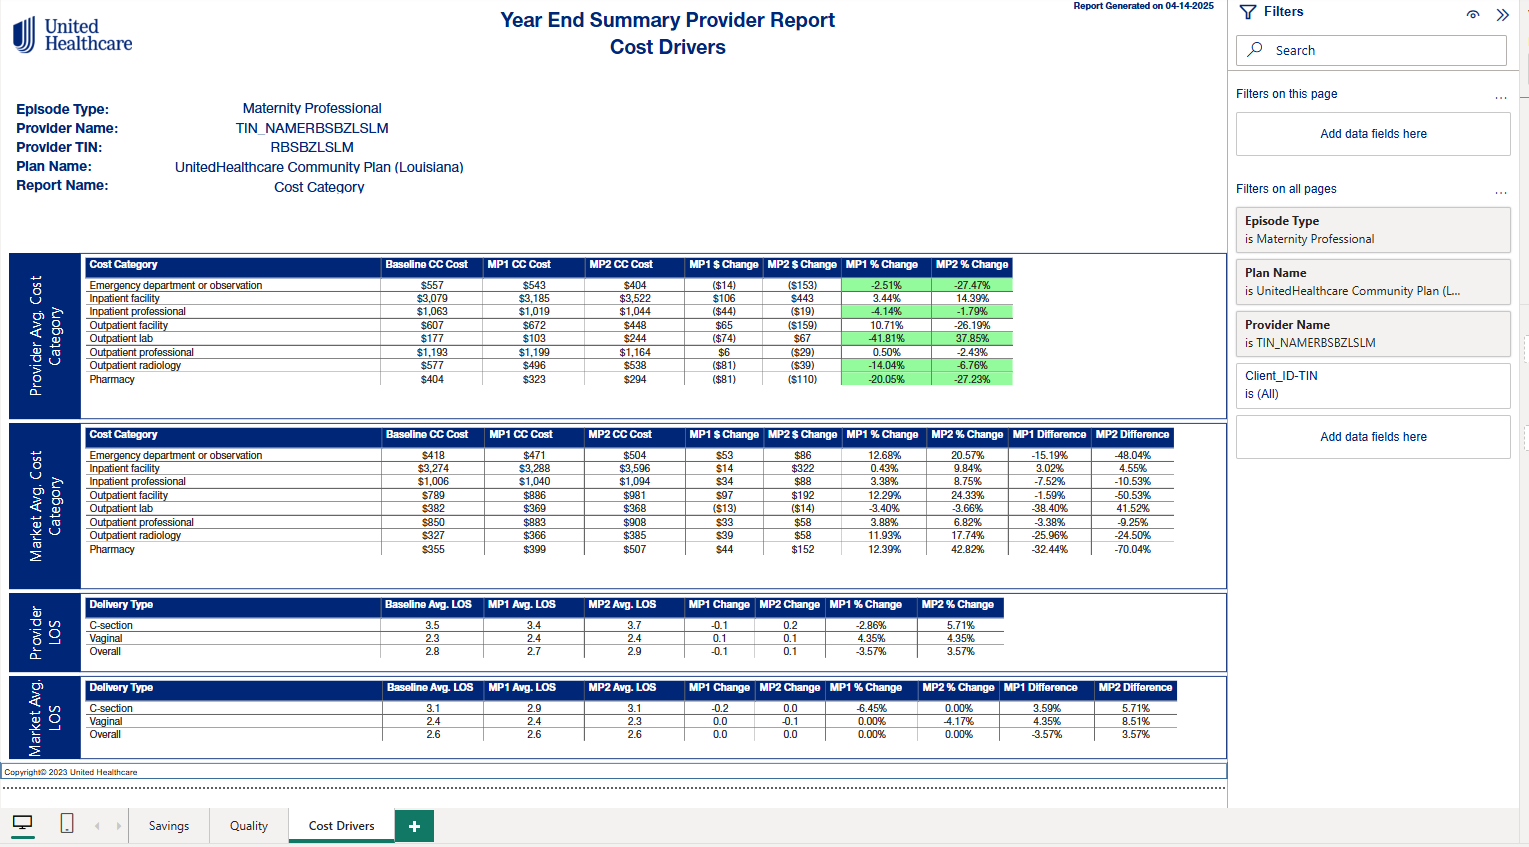 United
Healthcare
Year End Summary Provider Report
Cost Drivers
Report Generated on 04-14-2025
Episode Type: Maternity Professional
Provider Name: TIN_NAMERBSBZLSLM
Provider TIN: RBSBZLSLM
Plan Name: UnitedHealthcare Community Plan (Louisiana)
Report Name: Cost Category
Provider Avg. Cost
Category
Cost Category Baseline CC Cost MP1 CC Cost MP2 CC Cost MP1 $ Change MP2 $ Change MP1 % Change MP2 % Change
Emergency department or observation $557 $543 $404 ($14) ($153) -2.51% -27.47%
Inpatient facility $3,079 $3,185 $3,522 $106 $443 3.44% 14.39%
Inpatient professional $1,063 $1,019 $1,044 ($44) ($19) -4.14% -1.79%
Outpatient facility $607 $672 $448 $65 ($159) 10.71% -26.19%
Outpatient lab $177 $103 $244 ($74) $67 -41.81% 37.85%
Outpatient professional $1,193 $1,199 $1,164 $6 ($29) 0.50% -2.43%
Outpatient radiology $577 $496 $538 ($81) ($39) -14.04% -6.76%
Pharmacy $404 $323 $294 ($81) ($110) -20.05% -27.23%
Market Avg. Cost
Category
Cost Category Baseline CC Cost MP1 CC Cost MP2 CC Cost MP1 $ Change MP2 $ Change MP1 % Change MP2 % Change MP1 Difference MP2 Difference
Emergency department or observation $418 $471 $504 $53 $86 12.68% 20.57% -15.19% -48.04%
Inpatient facility $3,274 $3,288 $3,596 $14 $322 0.43% 9.84% 3.02% 4.55%
Inpatient professional $1,006 $1,040 $1,094 $34 $88 3.38% 8.75% -7.52% -10.53%
Outpatient facility $789 $886 $981 $97 $192 12.29% 24.33% -1.59% -50.53%
Outpatient lab $382 $369 $368 ($13) ($14) -3.40% -3.66% -38.40% 41.52%
Outpatient professional $850 $883 $908 $33 $58 3.88% 6.82% -3.38% -9.25%
Outpatient radiology $327 $366 $385 $39 $58 11.93% 17.74% -25.96% -24.50%
Pharmacy $355 $399 $507 $44 $152 12.39% 42.82% -32.44% -70.04%
Provider
LOS
Delivery Type Baseline Avg. LOS MP1 Avg. LOS MP2 Avg. LOS MP1 Change MP2 Change MP1 % Change MP2 % Change
C-section 3.5 3.4 3.7 -0.1 0.2 -2.86% 5.71%
Vaginal 2.3 2.4 2.4 0.1 0.1 4.35% 4.35%
Overall 2.8 2.7 2.9 -0.1 0.1 -3.57% 3.57%
Market Avg.
LOS
Delivery Type Baseline Avg. LOS MP1 Avg. LOS MP2 Avg. LOS MP1 Change MP2 Change MP1 % Change MP2 % Change MP1 Difference MP2 Difference
C-section 3.1 2.9 3.1 -0.2 0.0 -6.45% 0.00% 3.59% 5.71%
Vaginal 2.4 2.4 2.3 0.0 -0.1 0.00% -4.17% 4.35% 8.51%
Overall 2.6 2.6 2.6 0.0 0.0 0.00% 0.00% -3.57% 3.57%
Copyright© 2023 United Healthcare
Savings Quality Cost Drivers
Filters
Search
Filters on this page ...
Add data fields here
Filters on all pages ...
Episode Type
is Maternity Professional
Plan Name
is UnitedHealthcare Community Plan (L...
Provider Name
is TIN_NAMERBSBZLSLM
Client_ID-TIN
is (All)
Add data fields here